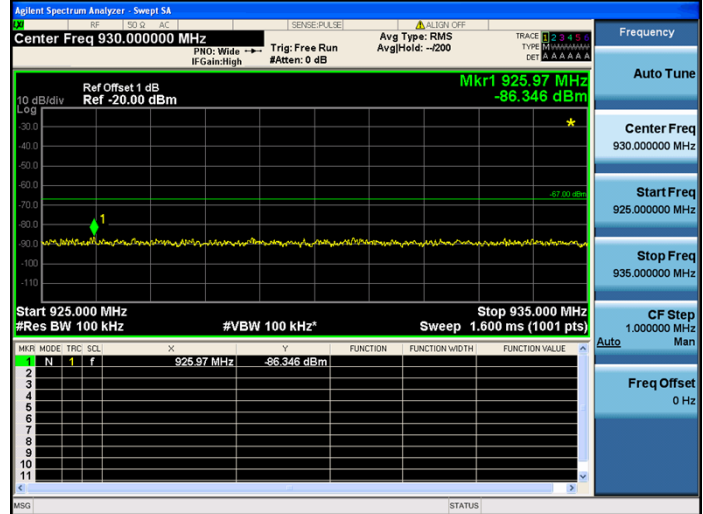 Agilent Spectrum Analyzer - Swept SA
LXI RF 50 Ω AC SENSE:PULSE ALIGN OFF
Center Freq 930.000000 MHz
PNO: Wide
IFGain:High
Trig: Free Run
#Atten: 0 dB
Avg Type: RMS
Avg|Hold: --/200
TRACE 1 2 3 4 5 6
TYPE M
DET A A A A A A
Ref Offset 1 dB
10 dB/div Ref -20.00 dBm
Log
Mkr1 925.97 MHz
-86.346 dBm
-30.0
-40.0
-50.0
-60.0
-67.00 dBm
-70.0
-80.0
1
-90.0
-100
-110
Start 925.000 MHz Stop 935.000 MHz
#Res BW 100 kHz #VBW 100 kHz* Sweep 1.600 ms (1001 pts)
MKR MODE TRC SCL X Y FUNCTION FUNCTION WIDTH FUNCTION VALUE
1 N 1 f 925.97 MHz -86.346 dBm
2
3
4
5
6
7
8
9
10
11
MSG STATUS
Frequency
Auto Tune
Center Freq
930.000000 MHz
Start Freq
925.000000 MHz
Stop Freq
935.000000 MHz
CF Step
1.000000 MHz
Auto Man
Freq Offset
0 Hz